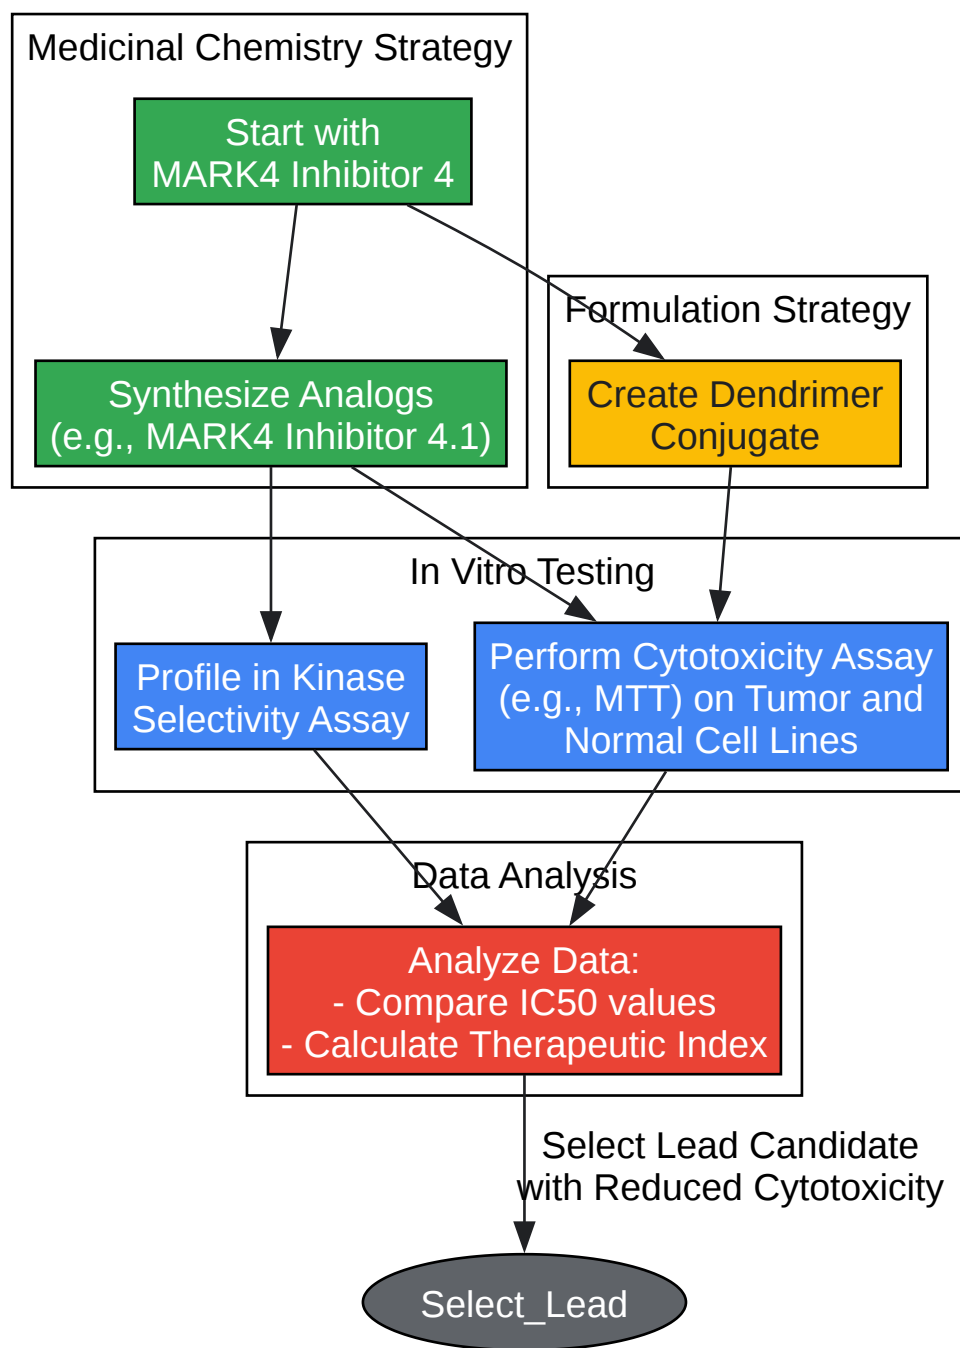 Medicinal Chemistry Strategy
Start with
MARK4 Inhibitor 4
Formulation Strategy
Synthesize Analogs
(e.g., MARK4 Inhibitor 4.1)
Create Dendrimer
Conjugate
In Vitro Testing
Profile in Kinase
Selectivity Assay
Perform Cytotoxicity Assay
(e.g., MTT) on Tumor and
Normal Cell Lines
Data Analysis
Analyze Data:
- Compare IC50 values
- Calculate Therapeutic Index
Select Lead Candidate
with Reduced Cytotoxicity
Select_Lead